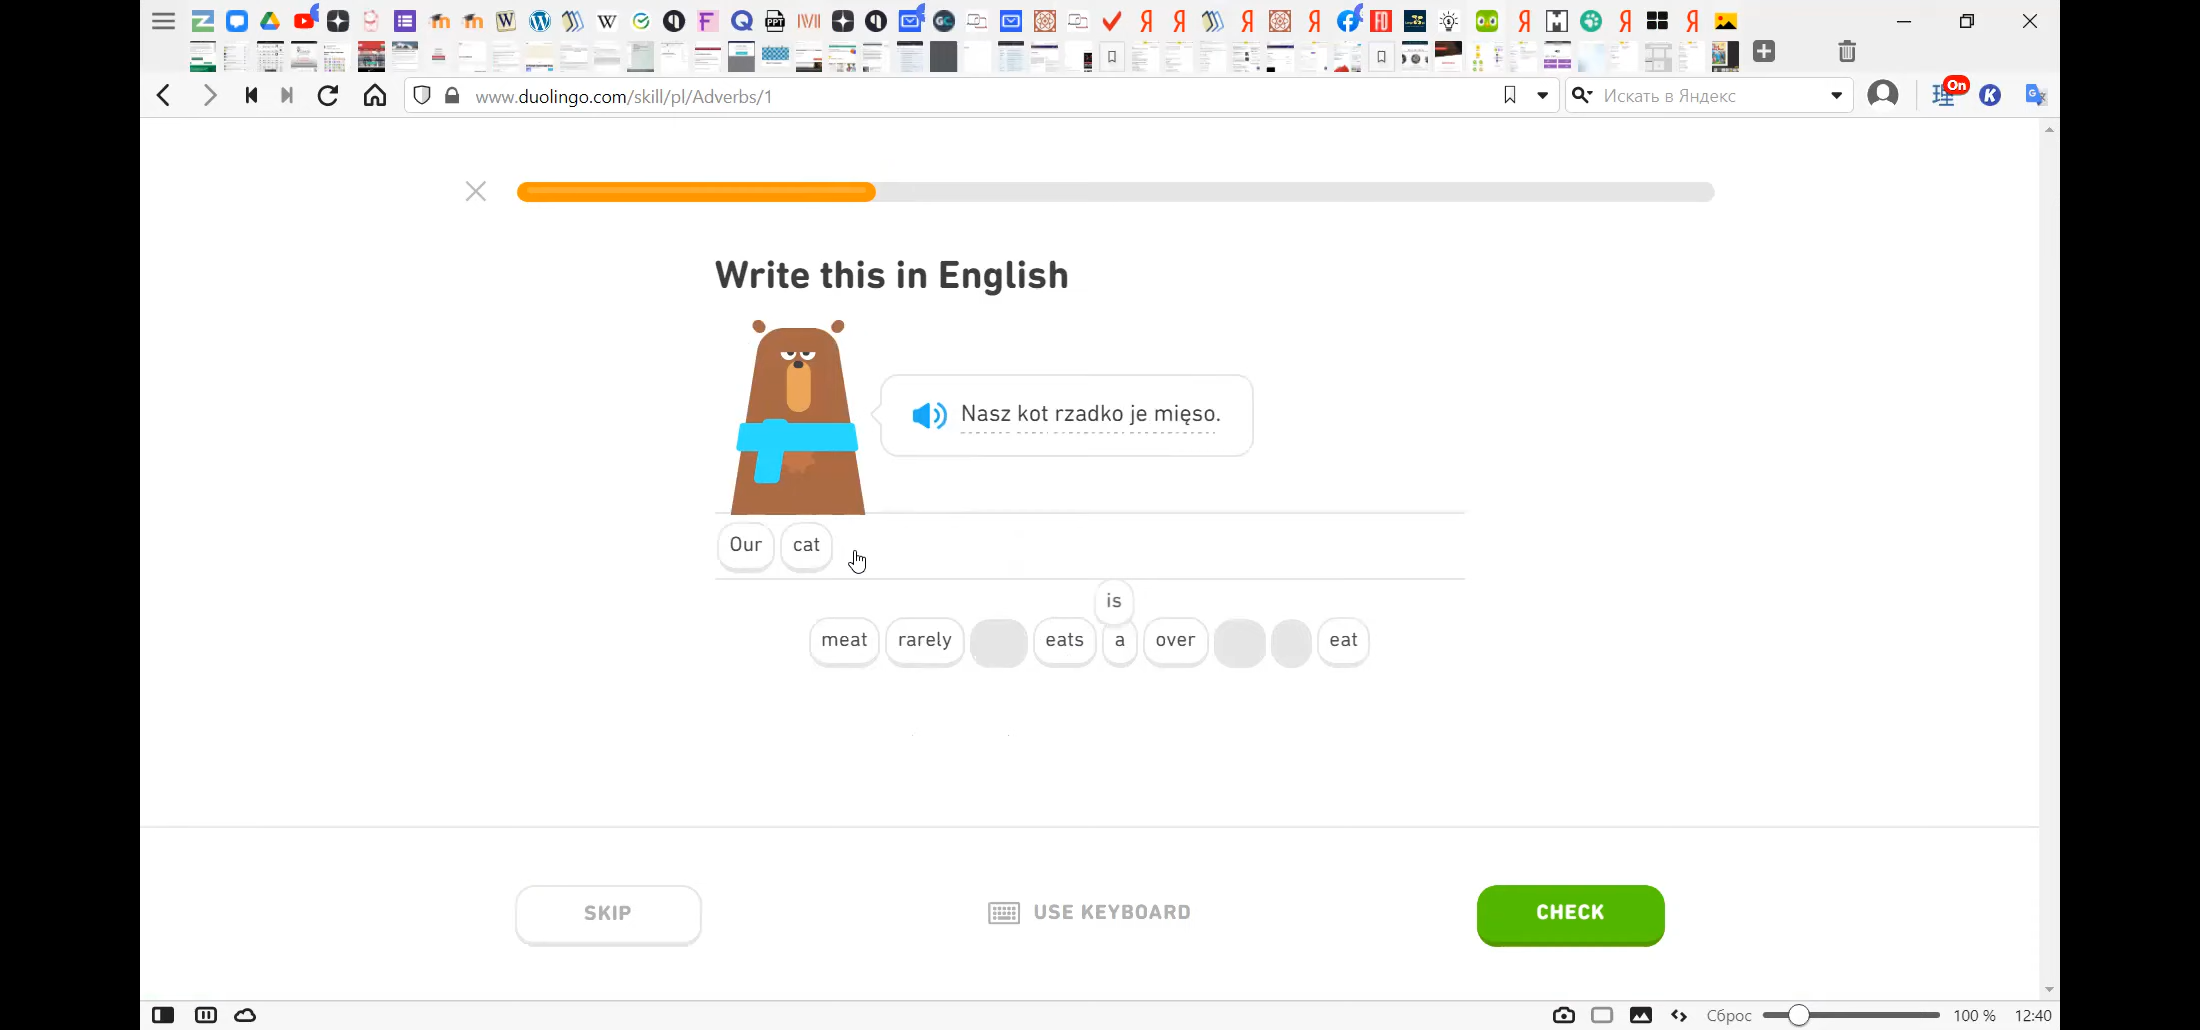 www.duolingo.com/skill/pl/Adverbs/1
Искать в Яндекс
On
Write this in English
Nasz kot rzadko je mięso.
Our cat
is
meat rarely eats a over eat
SKIP
USE KEYBOARD
CHECK
Сброс
100 %
12:40